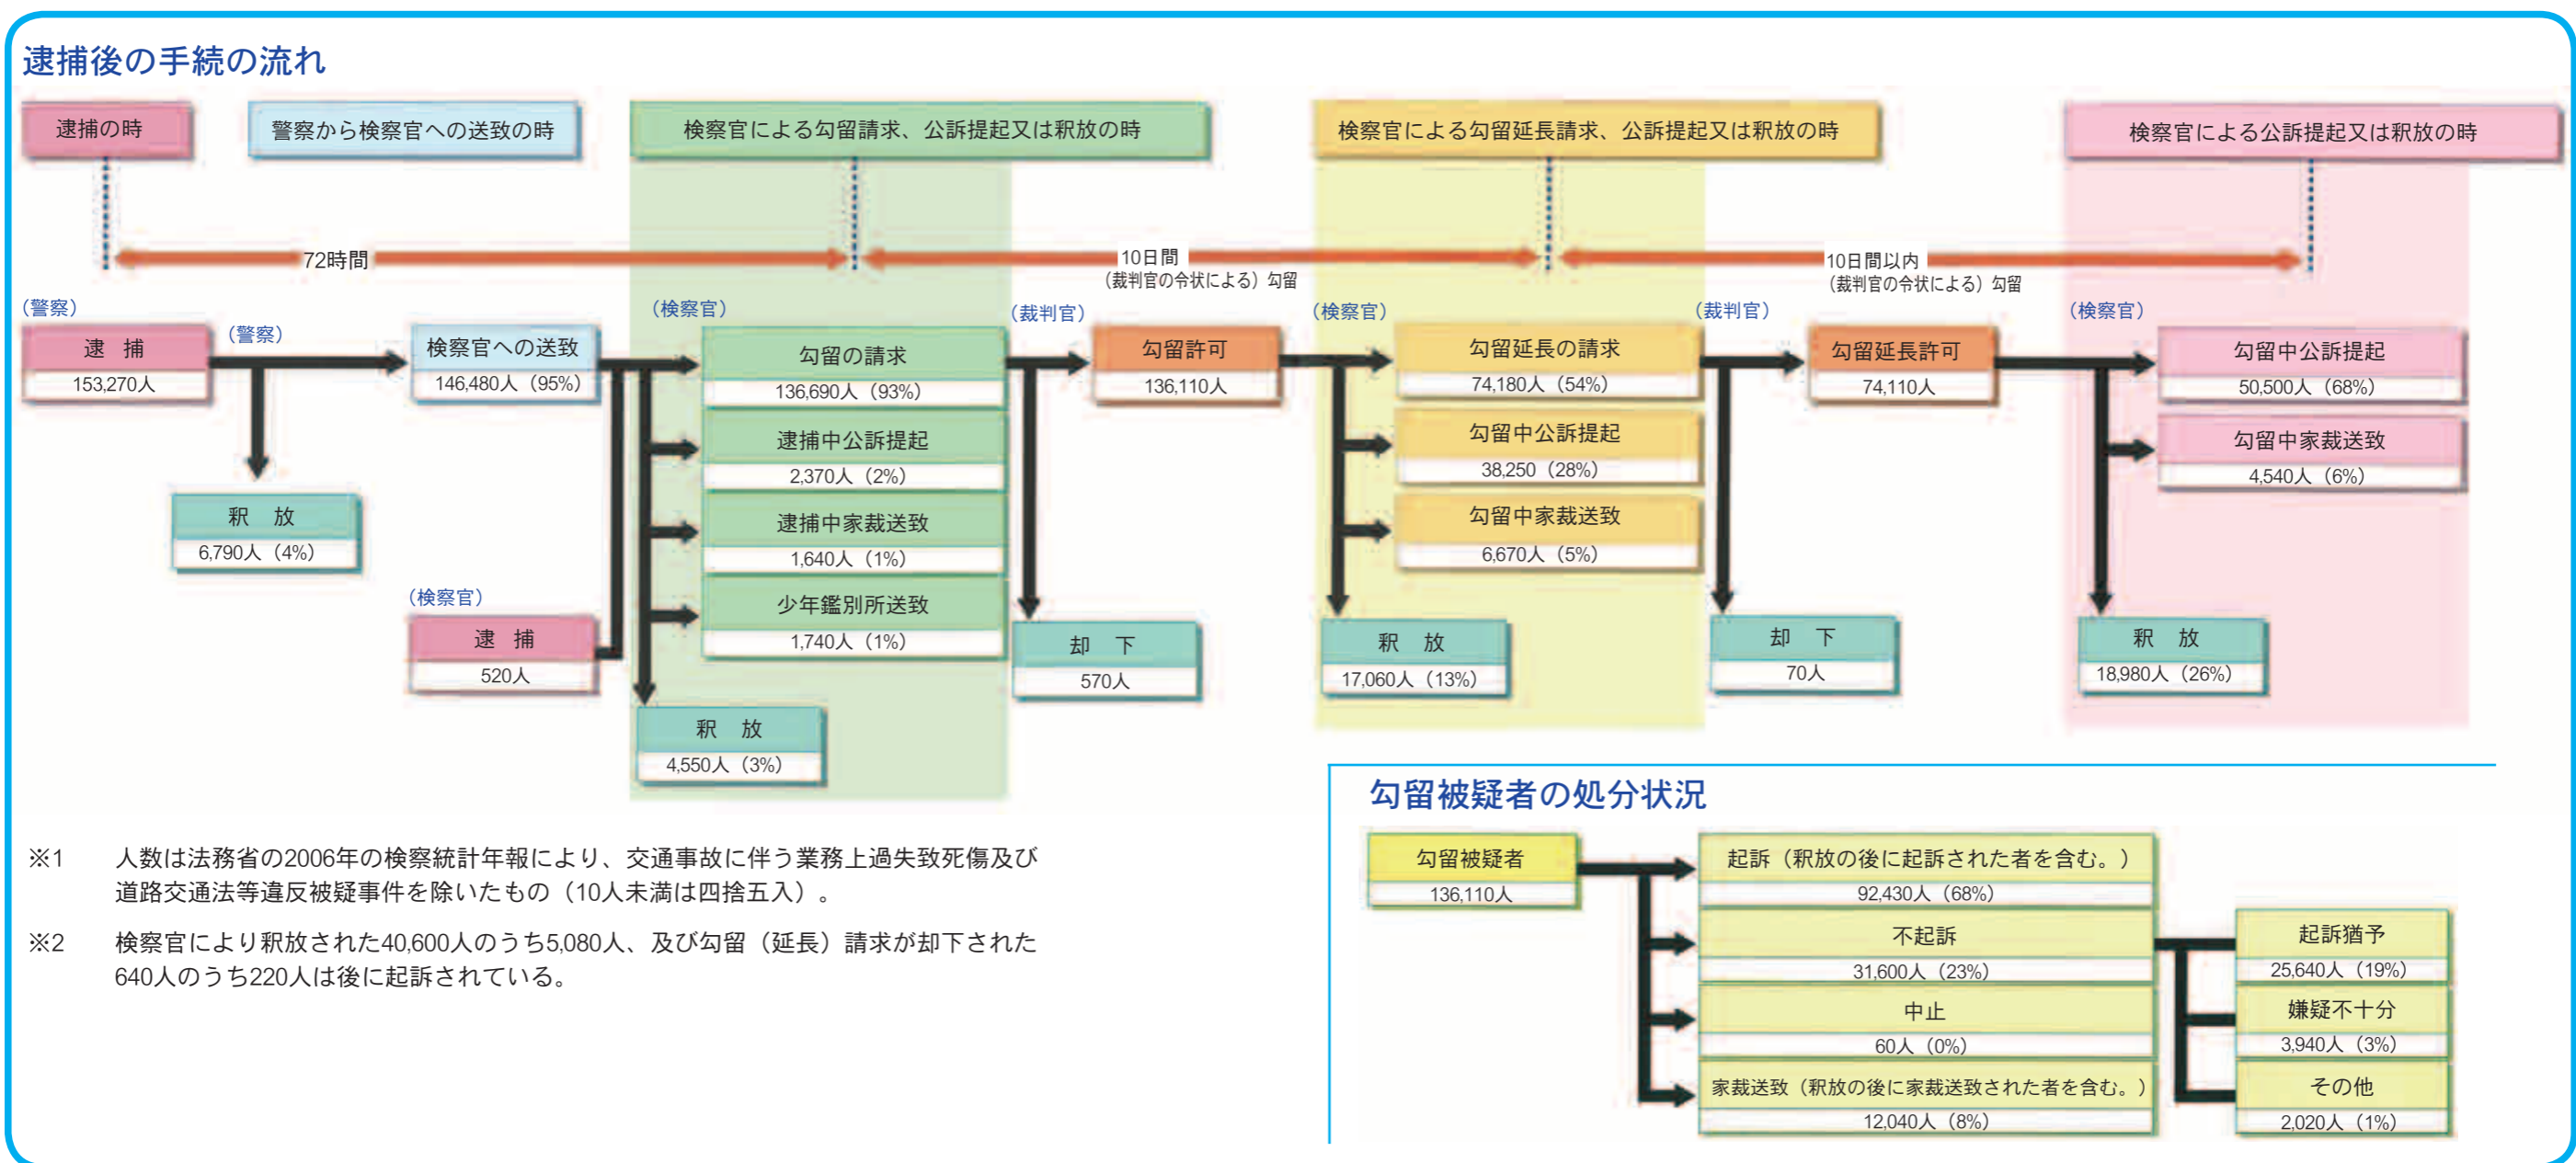 逮捕後の手続の流れ
逮捕の時
警察から検察官への送致の時
検察官による勾留請求、公訴提起又は釈放の時
検察官による勾留延長請求、公訴提起又は釈放の時
検察官による公訴提起又は釈放の時
72時間
10日間
（裁判官の令状による）勾留
10日間以内
（裁判官の令状による）勾留
（警察）
逮　捕
153,270人
（警察）
釈　放
6,790人（4%）
検察官への送致
146,480人（95%）
（検察官）
逮　捕
520人
（検察官）
勾留の請求
136,690人（93%）
逮捕中公訴提起
2,370人（2%）
逮捕中家裁送致
1,640人（1%）
少年鑑別所送致
1,740人（1%）
釈　放
4,550人（3%）
（裁判官）
勾留許可
136,110人
却　下
570人
（検察官）
勾留延長の請求
74,180人（54%）
勾留中公訴提起
38,250（28%）
勾留中家裁送致
6,670人（5%）
釈　放
17,060人（13%）
（裁判官）
勾留延長許可
74,110人
却　下
70人
（検察官）
勾留中公訴提起
50,500人（68%）
勾留中家裁送致
4,540人（6%）
釈　放
18,980人（26%）
※1　人数は法務省の2006年の検察統計年報により、交通事故に伴う業務上過失致死傷及び
道路交通法等違反被疑事件を除いたもの（10人未満は四捨五入）。
※2　検察官により釈放された40,600人のうち5,080人、及び勾留（延長）請求が却下された
640人のうち220人は後に起訴されている。
勾留被疑者の処分状況
勾留被疑者
136,110人
起訴（釈放の後に起訴された者を含む。）
92,430人（68%）
不起訴
31,600人（23%）
中止
60人（0%）
家裁送致（釈放の後に家裁送致された者を含む。）
12,040人（8%）
起訴猶予
25,640人（19%）
嫌疑不十分
3,940人（3%）
その他
2,020人（1%）